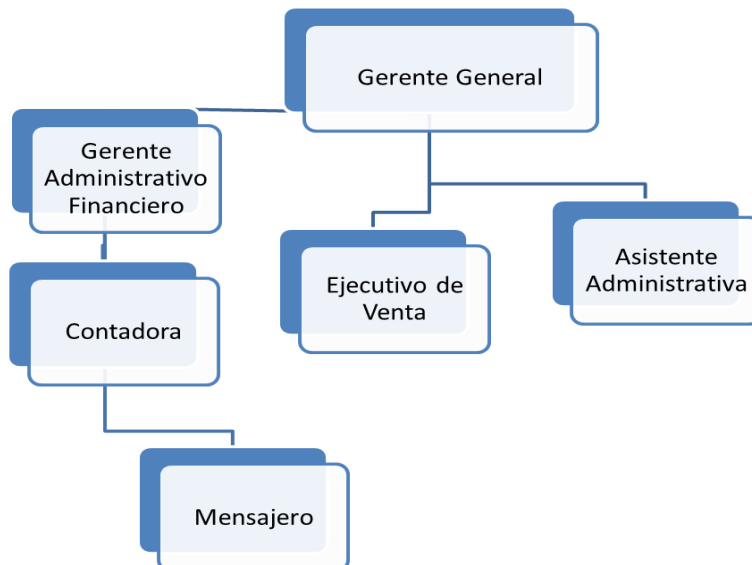 Gerente General
Gerente
Administrativo
Financiero
Ejecutivo de
Venta
Asistente
Administrativa
Contadora
Mensajero